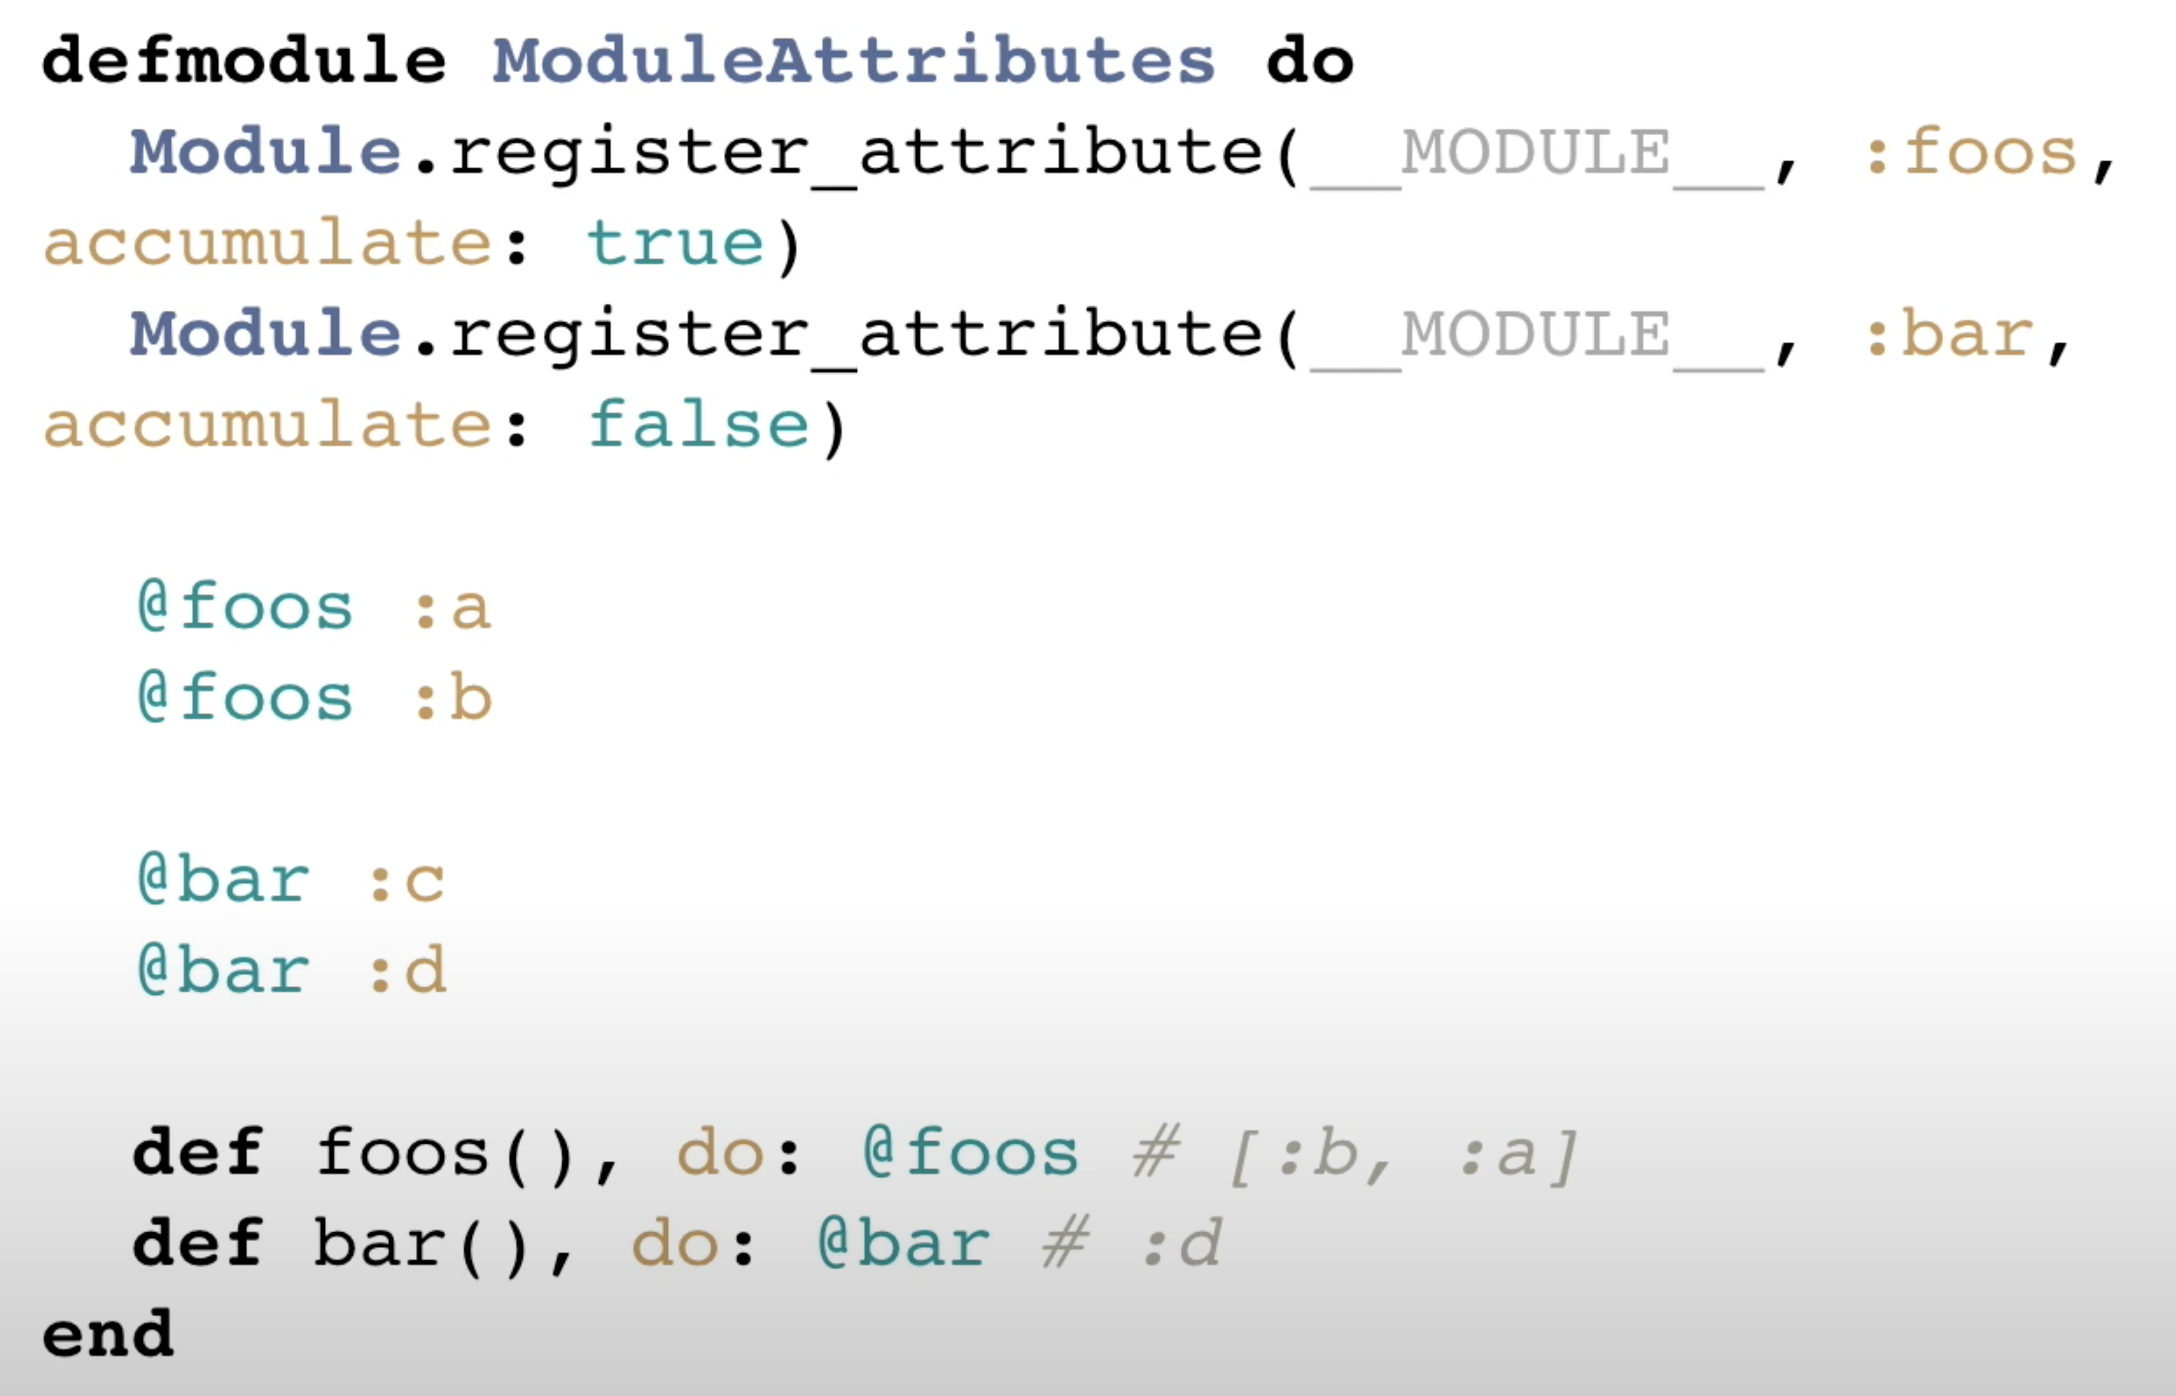 defmodule ModuleAttributes do
  Module.register_attribute(__MODULE__, :foos,
accumulate: true)
  Module.register_attribute(__MODULE__, :bar,
accumulate: false)

  @foos :a
  @foos :b

  @bar :c
  @bar :d

  def foos(), do: @foos # [:b, :a]
  def bar(), do: @bar # :d
end